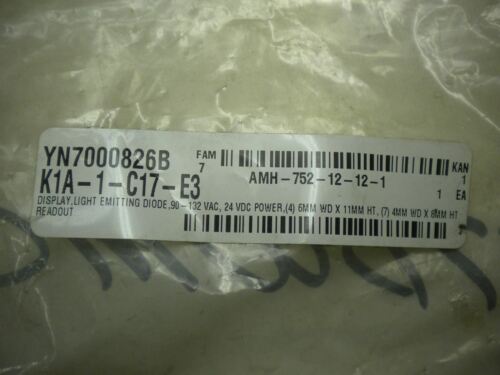 YN7000826B FAM KAN
7 1
K1A-1-C17-E3 AMH-752-12-12-1 1 EA
DISPLAY,LIGHT EMITTING DIODE,90-132 VAC, 24 VDC POWER,(4) 6MM WD X 11MM HT, (7) 4MM WD X 8MM HT
READOUT